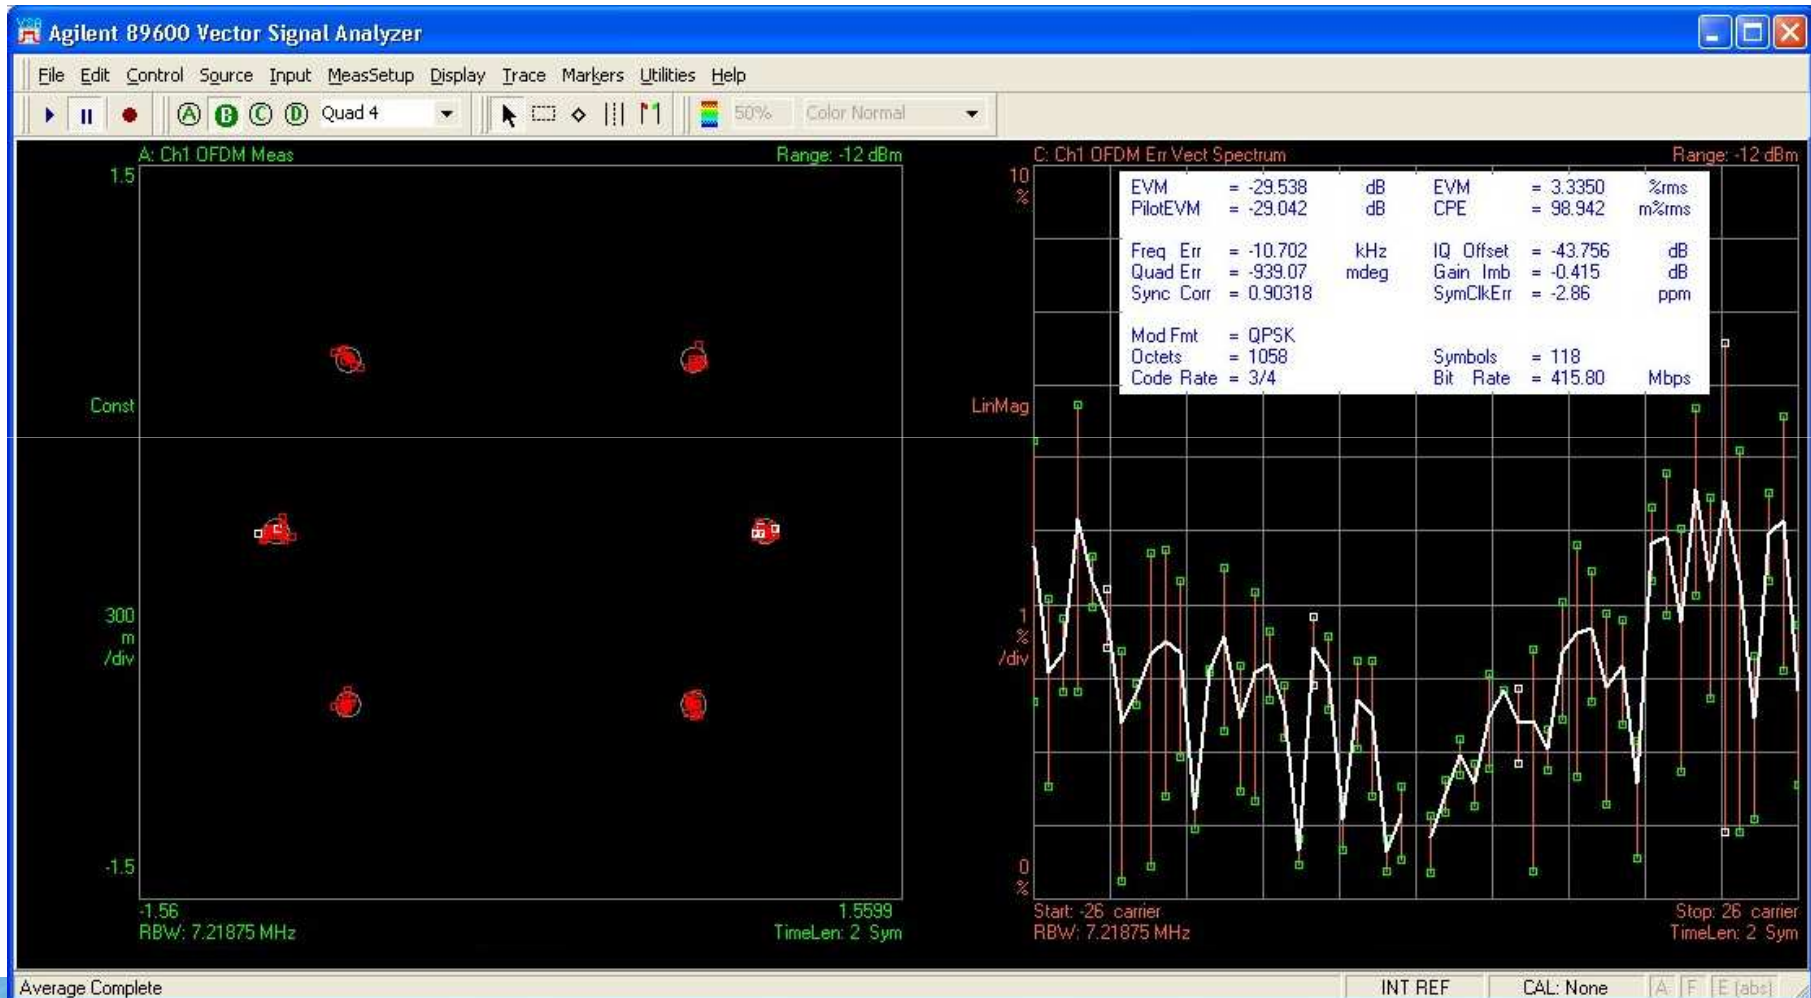 Agilent 89600 Vector Signal Analyzer
File Edit Control Source Input MeasSetup Display Trace Markers Utilities Help
A B C D Quad 4 50% Color Normal
A: Ch1 OFDM Meas Range: -12 dBm
1.5
Const
300
m
/div
-1.5
-1.56 1.5599
RBW: 7.21875 MHz TimeLen: 2 Sym
C: Ch1 OFDM Err Vect Spectrum Range: -12 dBm
10
%
LinMag
1
%
/div
0
%
EVM = -29.538 dB EVM = 3.3350 %rms
PilotEVM = -29.042 dB CPE = 98.942 m%rms
Freq Err = -10.702 kHz IQ Offset = -43.756 dB
Quad Err = -939.07 mdeg Gain Imb = -0.415 dB
Sync Corr = 0.90318 SymClkErr = -2.86 ppm
Mod Fmt = QPSK
Octets = 1058 Symbols = 118
Code Rate = 3/4 Bit Rate = 415.80 Mbps
Start: -26 carrier Stop: 26 carrier
RBW: 7.21875 MHz TimeLen: 2 Sym
Average Complete INT REF CAL: None A F E (abs)